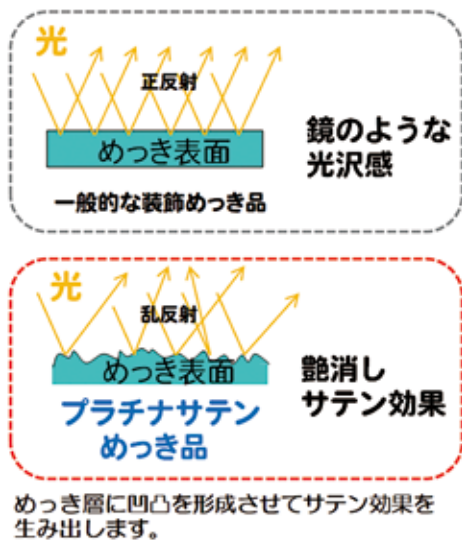 光
正反射
めっき表面
一般的な装飾めっき品
鏡のような
光沢感
光
乱反射
めっき表面
プラチナサテン
めっき品
艶消し
サテン効果
めっき層に凹凸を形成させてサテン効果を
生み出します。